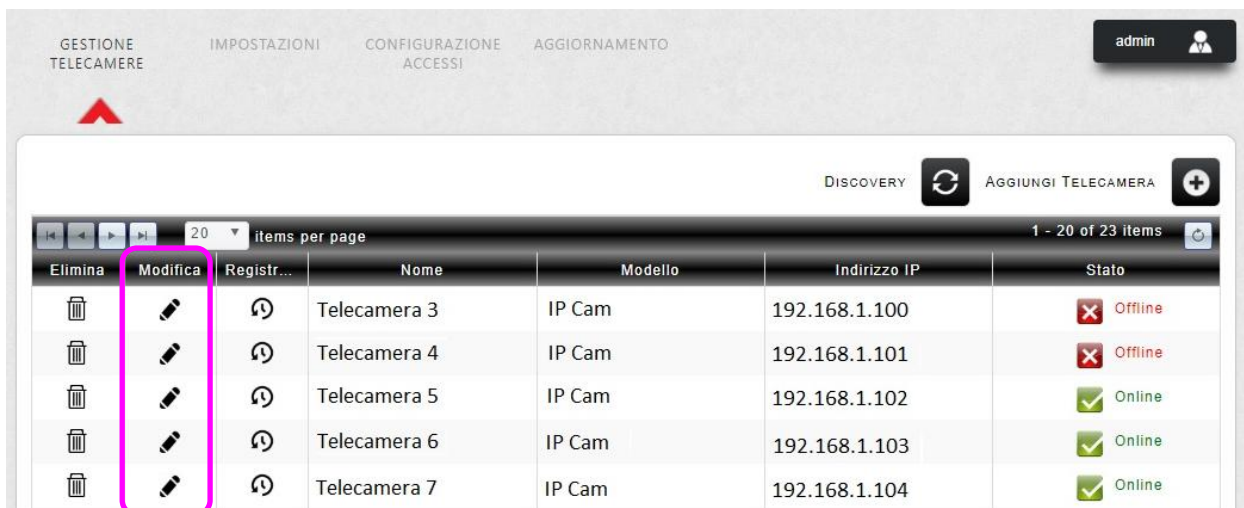 GESTIONE TELECAMERE IMPOSTAZIONI CONFIGURAZIONE ACCESSI AGGIORNAMENTO admin
DISCOVERY AGGIUNGI TELECAMERA
20 items per page 1 - 20 of 23 items
Elimina Modifica Registr... Nome Modello Indirizzo IP Stato
Telecamera 3 IP Cam 192.168.1.100 Offline
Telecamera 4 IP Cam 192.168.1.101 Offline
Telecamera 5 IP Cam 192.168.1.102 Online
Telecamera 6 IP Cam 192.168.1.103 Online
Telecamera 7 IP Cam 192.168.1.104 Online